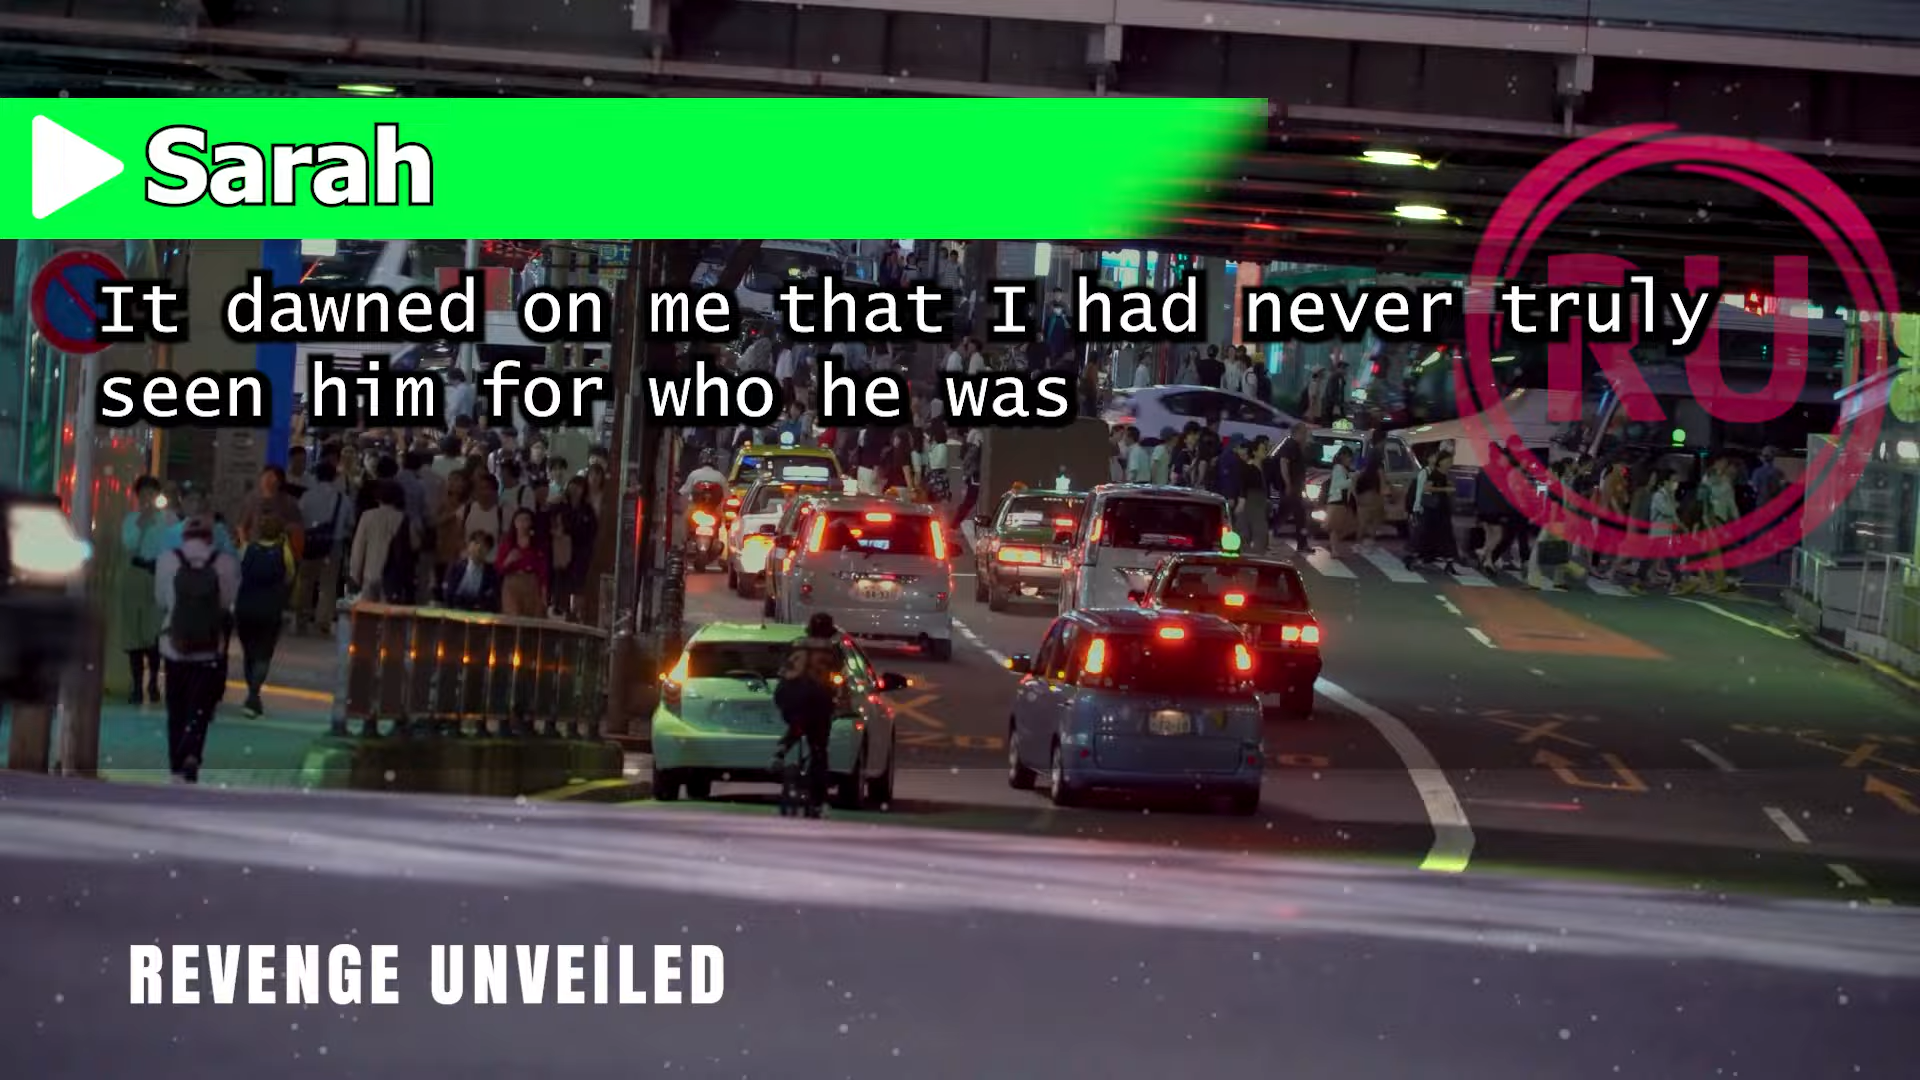 Sarah
It dawned on me that I had never truly
seen him for who he was
RU
REVENGE UNVEILED